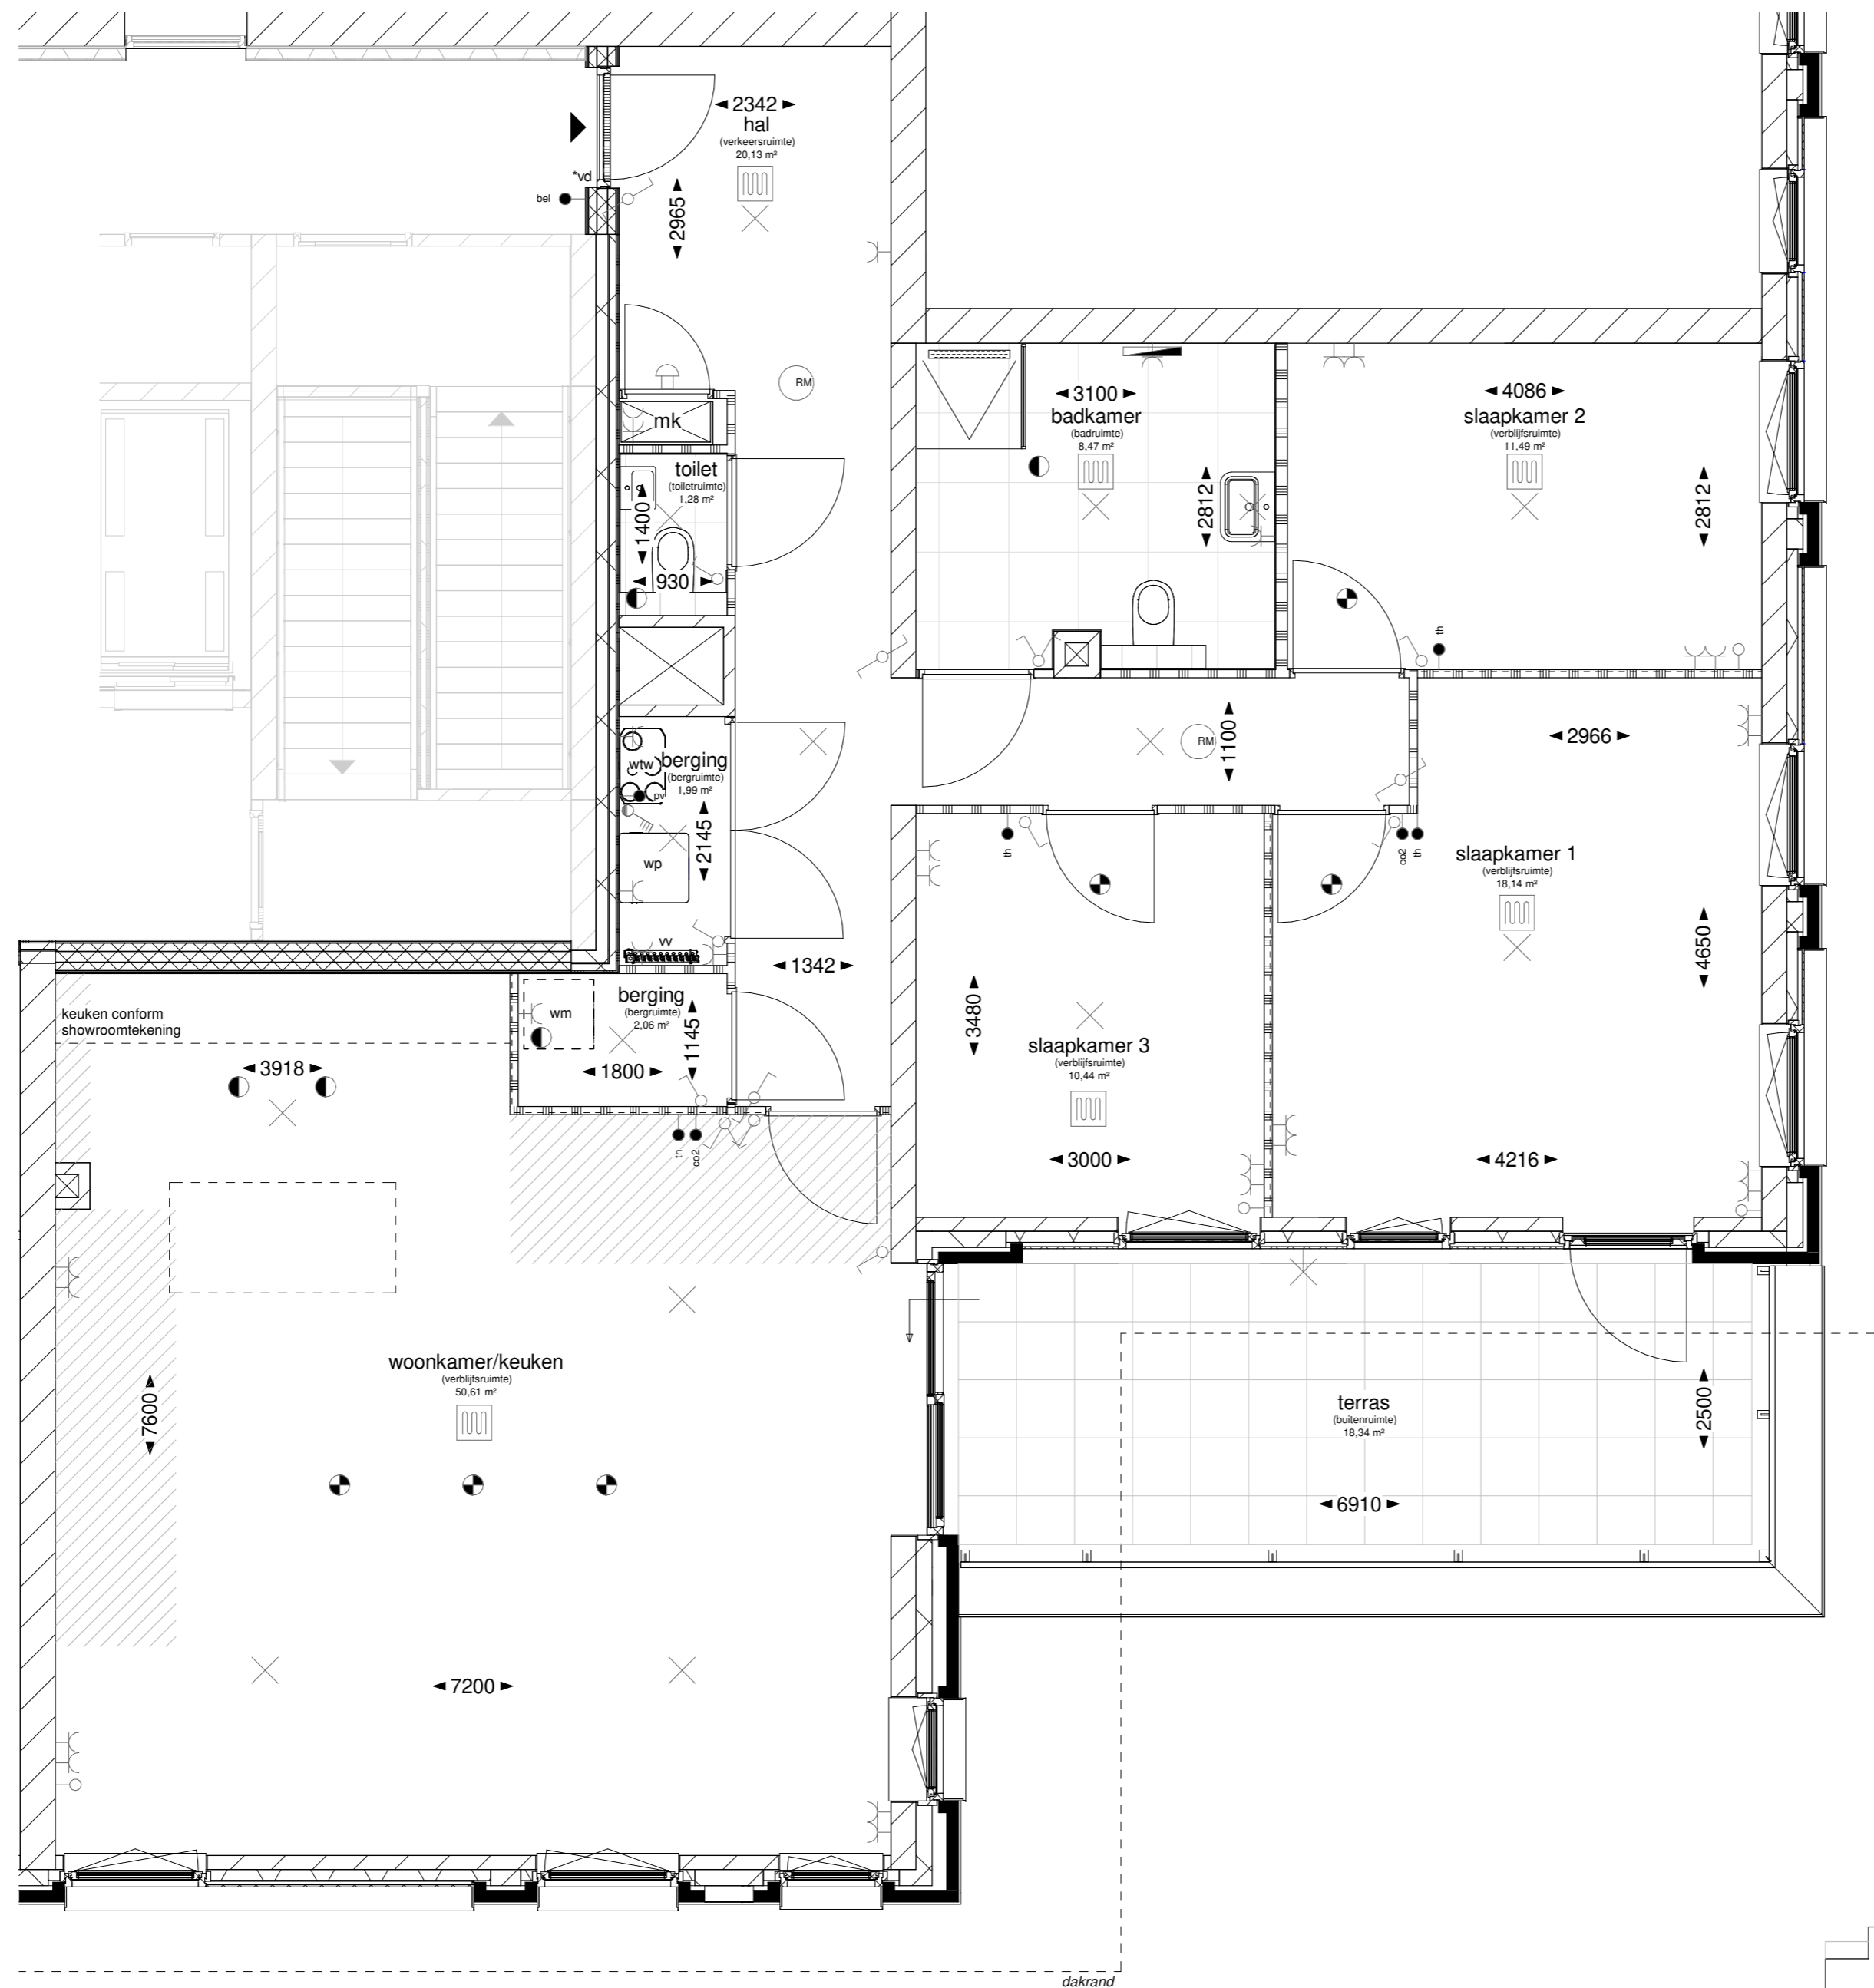 2342
hal
(verkeersruimte)
20,13 m²
*vd
bel
2965
RM
mk
toilet
(toiletruimte)
1,28 m²
1400
930
3100
badkamer
(badruimte)
8,47 m²
2812
4086
slaapkamer 2
(verblijfsruimte)
11,49 m²
2812
th
wtw
berging
(bergruimte)
1,99 m²
pv
2145
wp
vv
1100
RM
2966
th
co2
th
slaapkamer 1
(verblijfsruimte)
18,14 m²
4650
4216
1342
keuken conform
showroomtekening
3918
wm
berging
(bergruimte)
2,06 m²
1145
1800
th
co2
3480
slaapkamer 3
(verblijfsruimte)
10,44 m²
3000
woonkamer/keuken
(verblijfsruimte)
50,61 m²
7600
7200
terras
(buitenruimte)
18,34 m²
2500
6910
dakrand